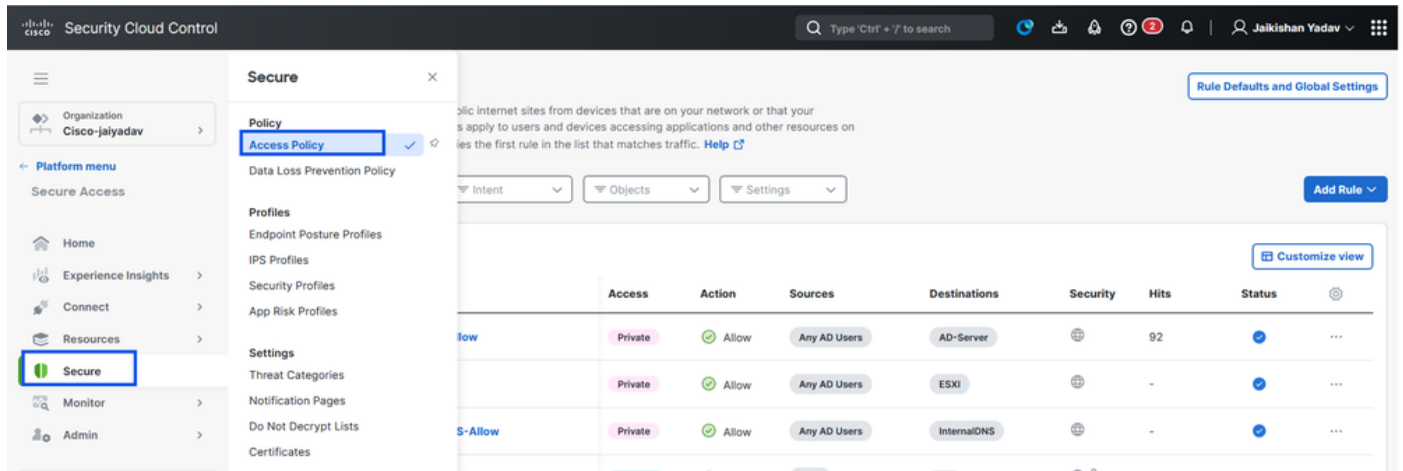 CISCO
Security Cloud Control
Type 'Ctrl' + '/' to search
2
Jaikishan Yadav
Organization
Cisco-jaiyadav
Platform menu
Secure Access
Home
Experience Insights
Connect
Resources
Secure
Monitor
Admin
Secure
Policy
Access Policy
Data Loss Prevention Policy
Profiles
Endpoint Posture Profiles
IPS Profiles
Security Profiles
App Risk Profiles
Settings
Threat Categories
Notification Pages
Do Not Decrypt Lists
Certificates
Rule Defaults and Global Settings
internet sites from devices that are on your network or that your
apply to users and devices accessing applications and other resources on
the first rule in the list that matches traffic. Help
Intent
Objects
Settings
Add Rule
Customize view
Access Action Sources Destinations Security Hits Status
Private Allow Any AD Users AD-Server 92 ...
Private Allow Any AD Users ESXI - ...
S-Allow Private Allow Any AD Users InternalDNS - ...